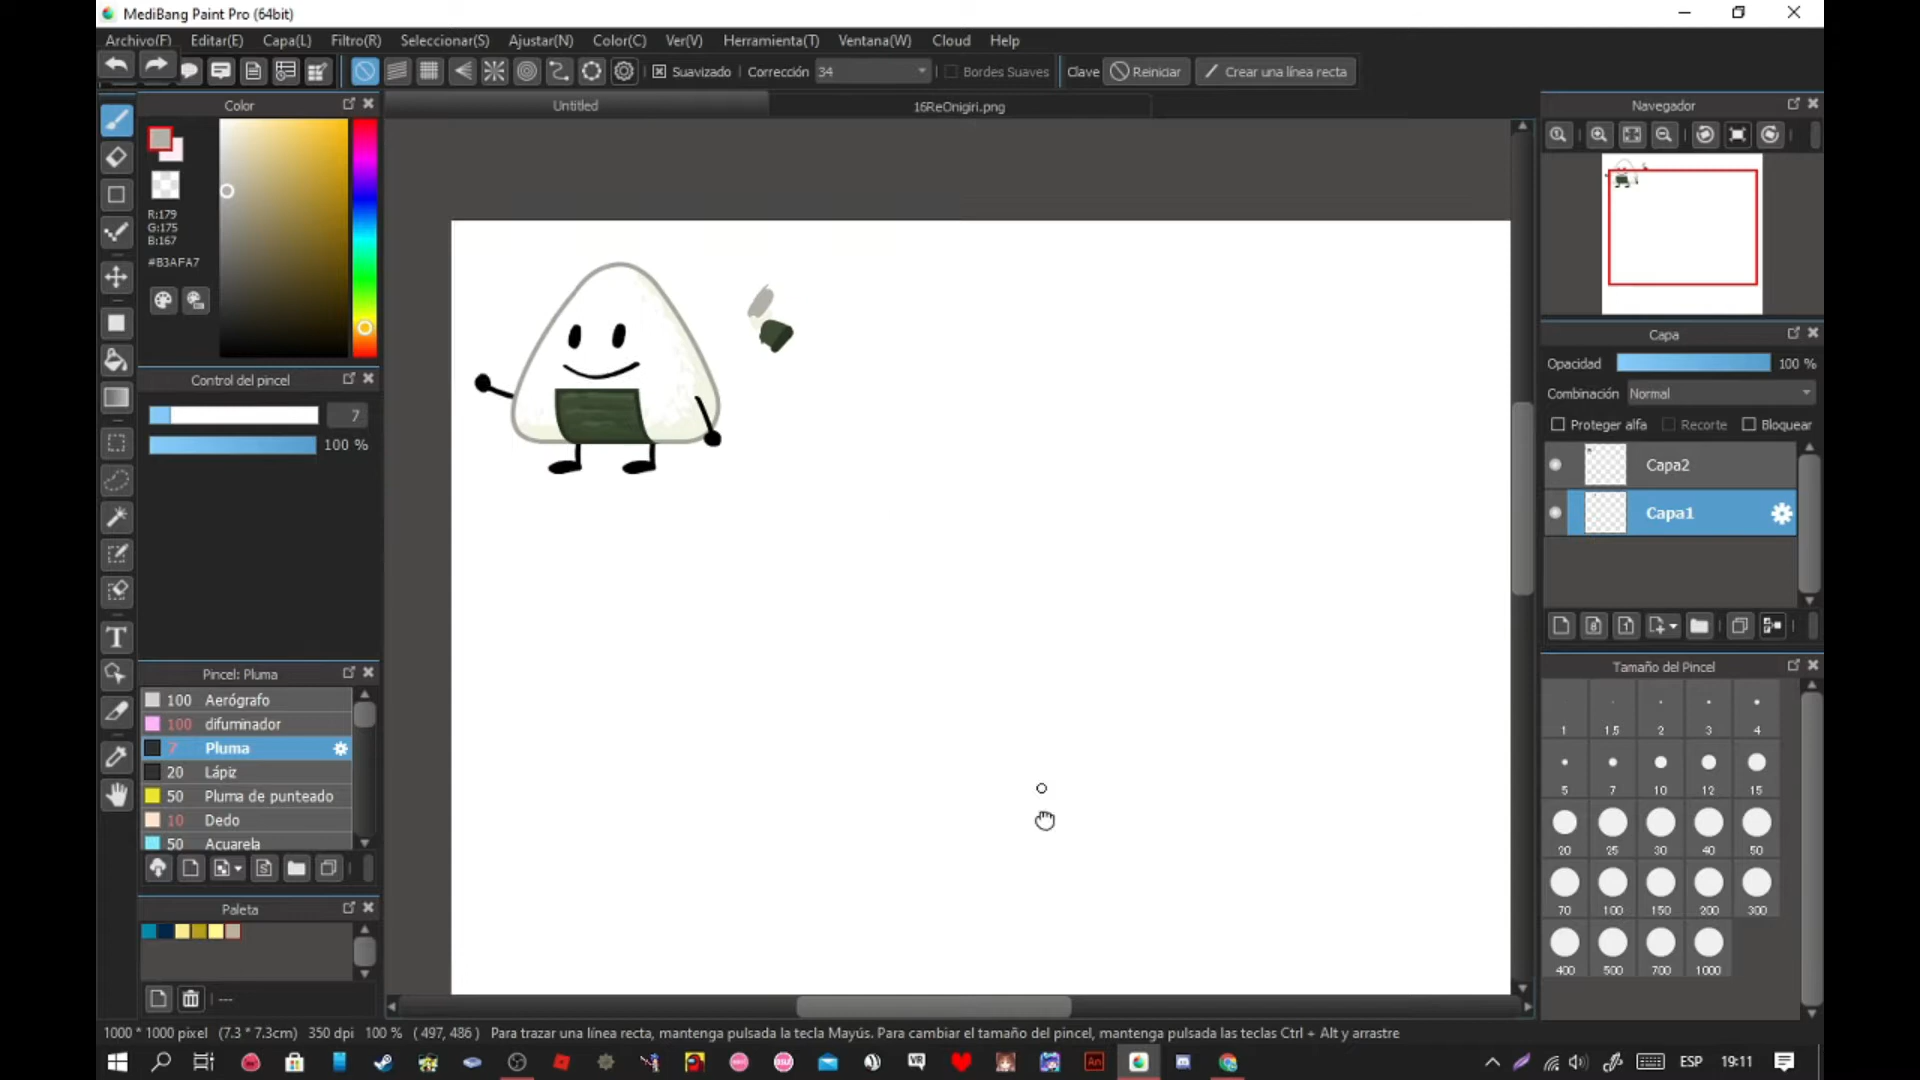 MediBang Paint Pro (64bit)
Archivo(F) Editar(E) Capa(L) Filtro(R) Seleccionar(S) Ajustar(N) Color(C) Ver(V) Herramienta(T) Ventana(W) Cloud Help
Suavizado Corrección 34 Bordes Suaves Clave Reiniciar Crear una línea recta
Color
Untitled
16ReOnigiri.png
Navegador
R:179
G:175
B:167
#B3AFA7
Control del pincel
7
100 %
Capa
Opacidad 100 %
Combinación Normal
Proteger alfa Recorte Bloquear
Capa2
Capa1
Pincel: Pluma
100 Aerógrafo
100 difuminador
7 Pluma
20 Lápiz
50 Pluma de punteado
10 Dedo
50 Acuarela
Tamaño del Pincel
1 1.5 2 3 4
5 7 10 12 15
20 25 30 40 50
70 100 150 200 300
400 500 700 1000
Paleta
---
1000 * 1000 pixel (7.3 * 7.3cm) 350 dpi 100 % ( 497, 486 ) Para trazar una línea recta, mantenga pulsada la tecla Mayús. Para cambiar el tamaño del pincel, mantenga pulsada las teclas Ctrl + Alt y arrastre
VR An ESP 19:11